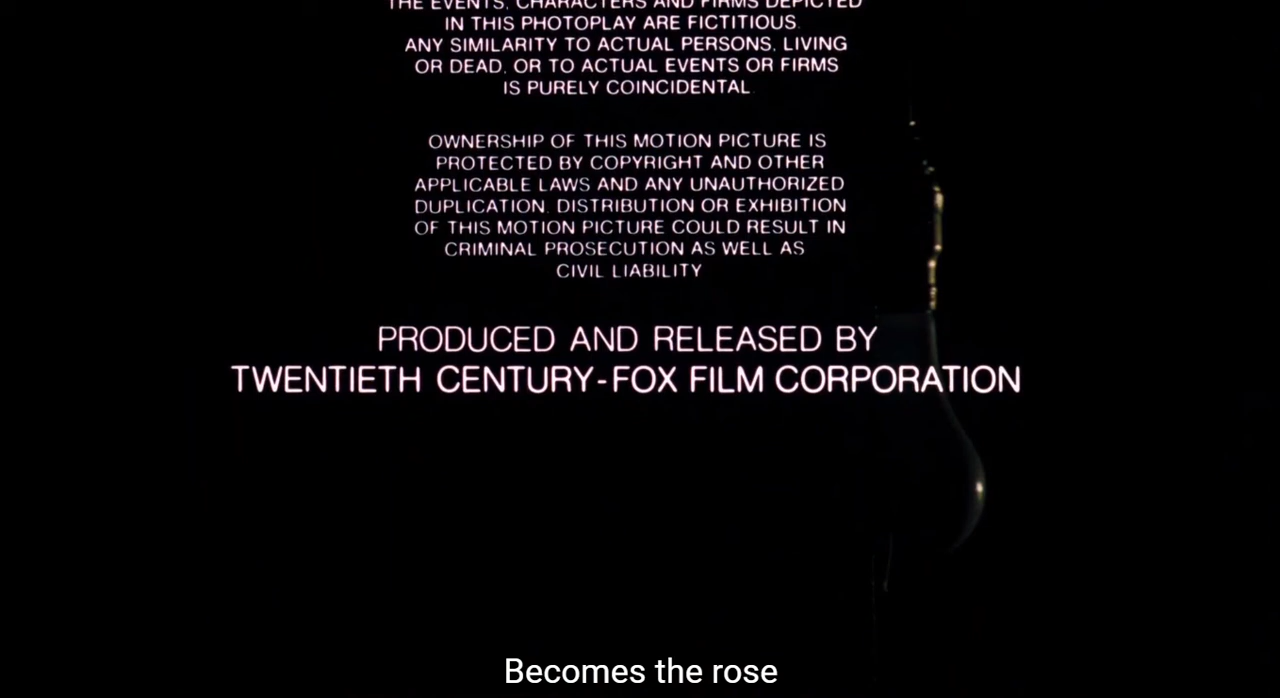 THE EVENTS, CHARACTERS AND FIRMS DEPICTED
IN THIS PHOTOPLAY ARE FICTITIOUS.
ANY SIMILARITY TO ACTUAL PERSONS, LIVING
OR DEAD, OR TO ACTUAL EVENTS OR FIRMS
IS PURELY COINCIDENTAL.
OWNERSHIP OF THIS MOTION PICTURE IS
PROTECTED BY COPYRIGHT AND OTHER
APPLICABLE LAWS AND ANY UNAUTHORIZED
DUPLICATION, DISTRIBUTION OR EXHIBITION
OF THIS MOTION PICTURE COULD RESULT IN
CRIMINAL PROSECUTION AS WELL AS
CIVIL LIABILITY
PRODUCED AND RELEASED BY
TWENTIETH CENTURY-FOX FILM CORPORATION
Becomes the rose